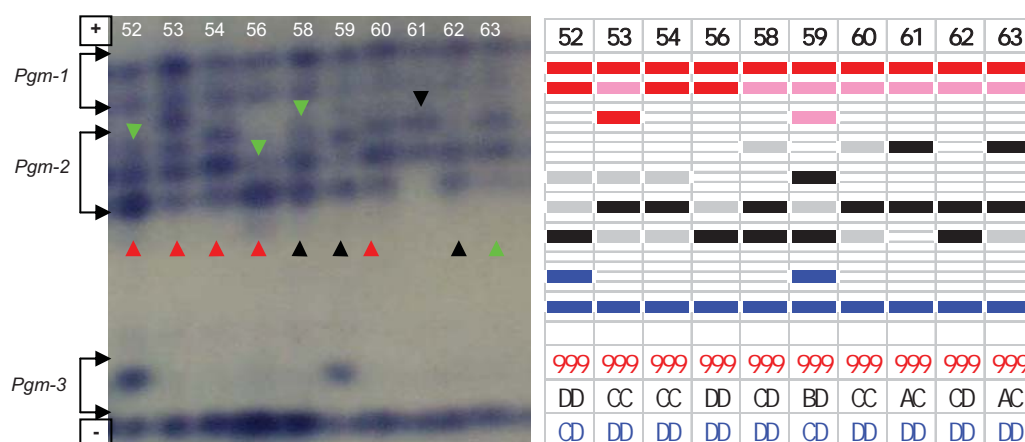 + 52 53 54 56 58 59 60 61 62 63
Pgm-1
Pgm-2
Pgm-3
-
52 53 54 56 58 59 60 61 62 63
999 999 999 999 999 999 999 999 999 999
DD CC CC DD CD BD CC AC CD AC
CD DD DD DD DD CD DD DD DD DD